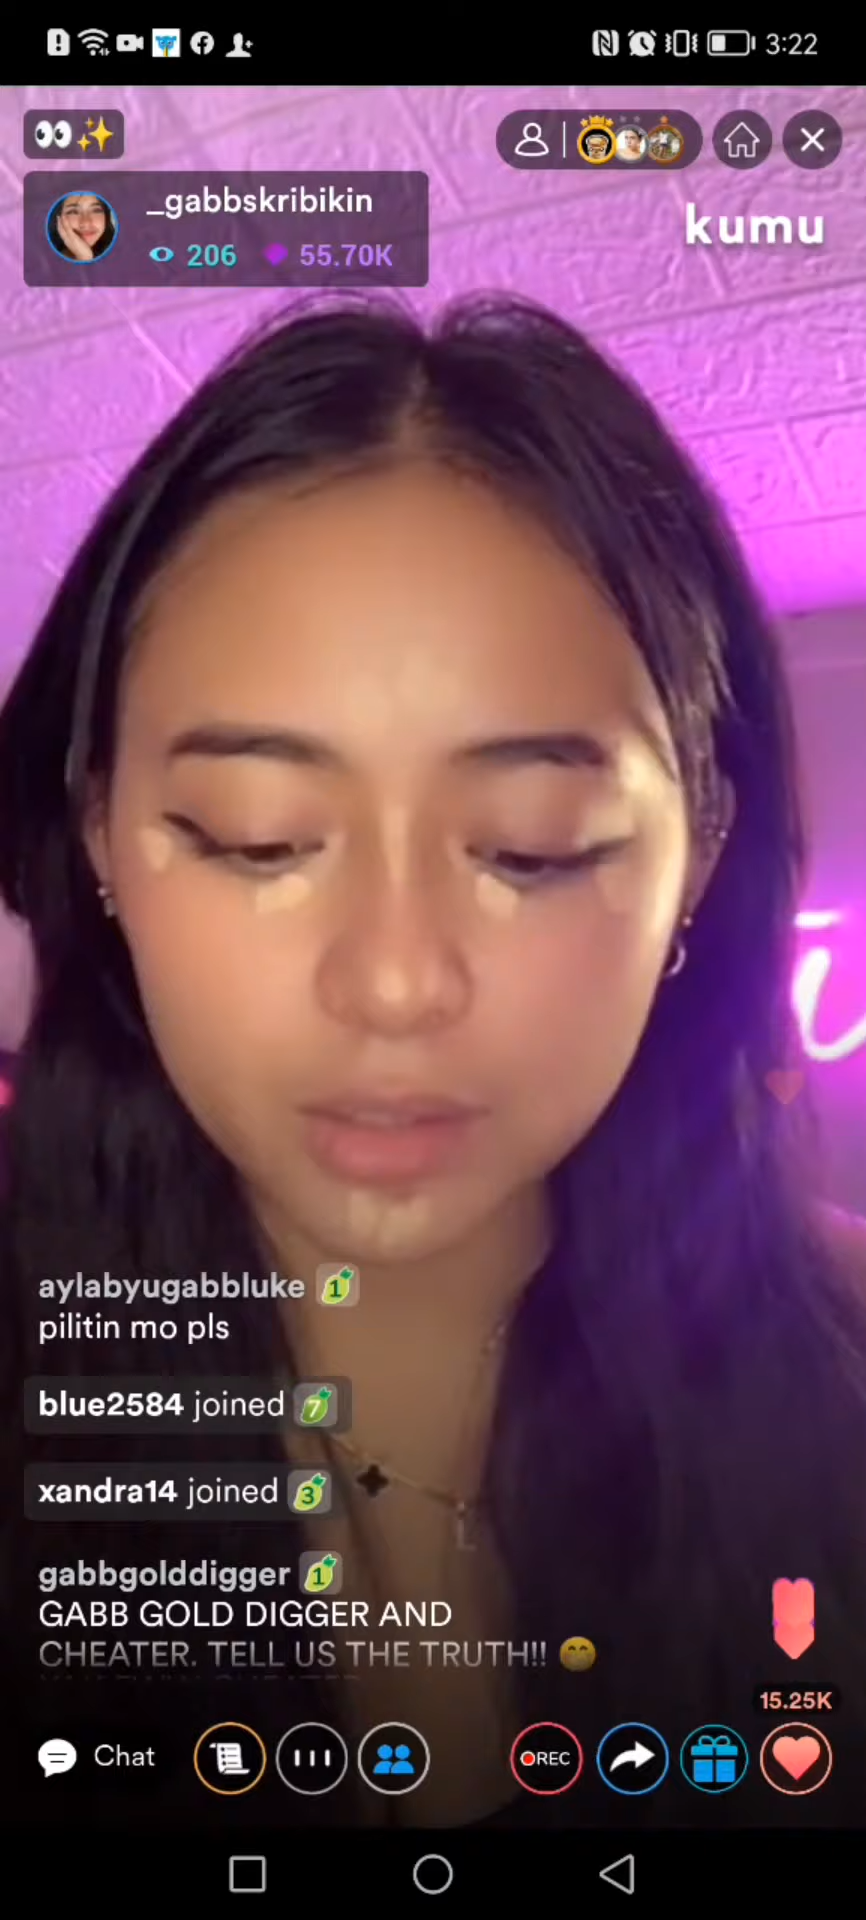 3:22
_gabbskribikin
206 55.70K
kumu
aylabyugabbluke 1
pilitin mo pls
blue2584 joined 7
xandra14 joined 3
gabbgolddigger 1
GABB GOLD DIGGER AND
CHEATER. TELL US THE TRUTH!! 😁
15.25K
Chat
REC